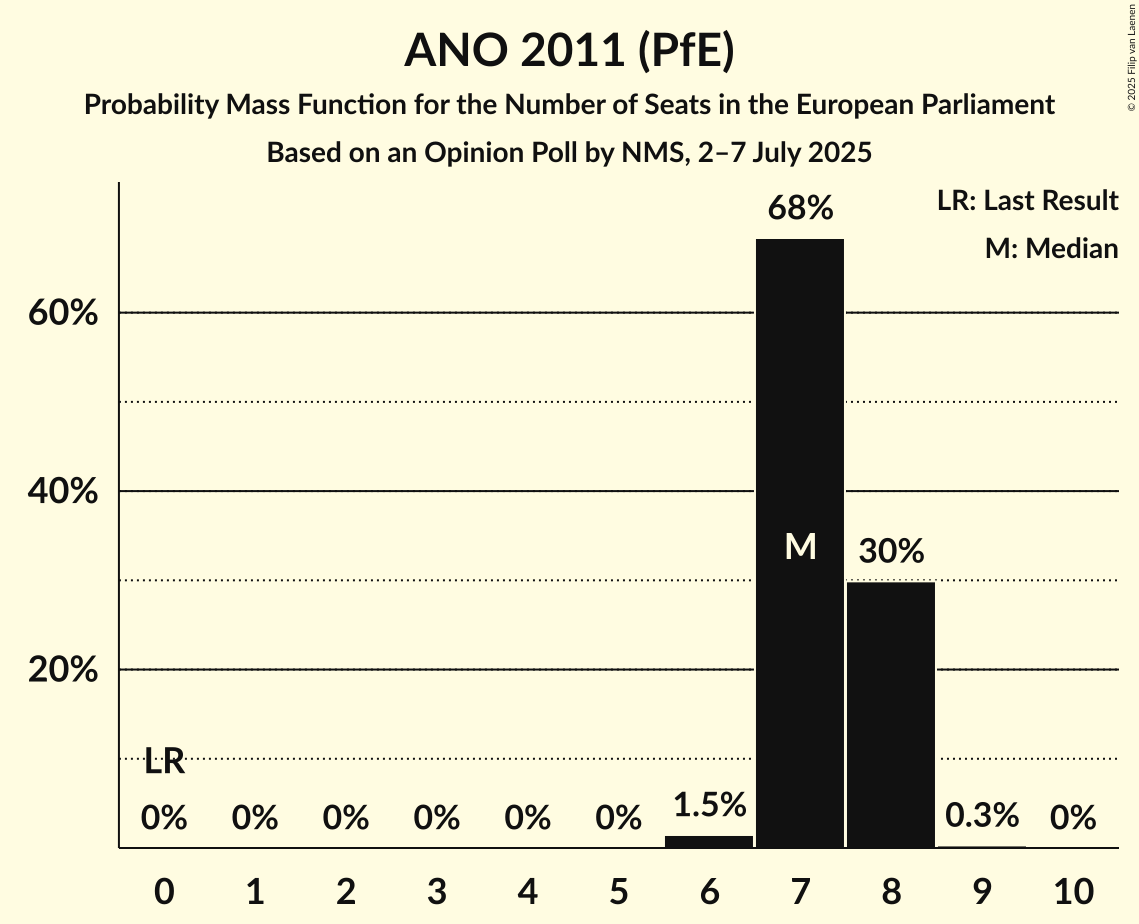 ANO 2011 (PfE)
Probability Mass Function for the Number of Seats in the European Parliament
Based on an Opinion Poll by NMS, 2–7 July 2025
© 2025 Filip van Laenen
LR: Last Result
M: Median
68%
60%
40%
M
30%
20%
LR
0%
0%
0%
0%
0%
0%
1.5%
0.3%
0%
0 1 2 3 4 5 6 7 8 9 10